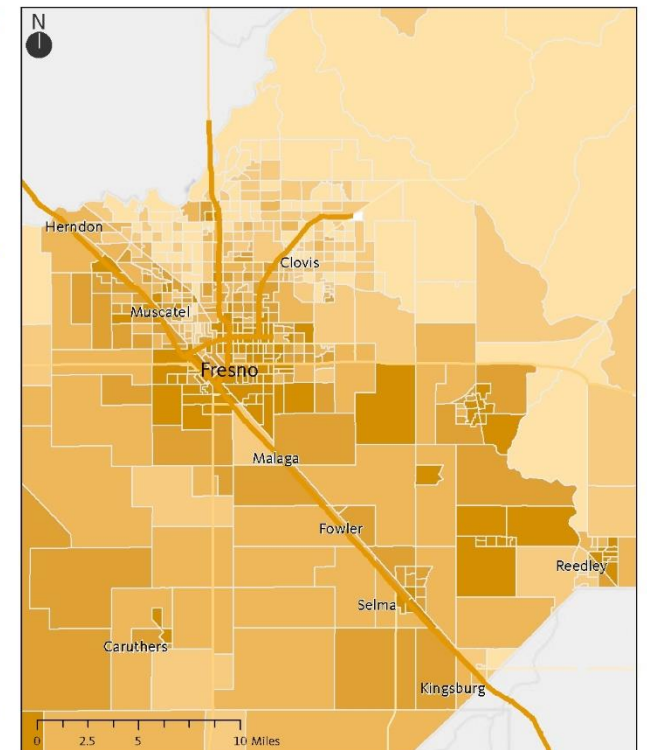 N
Herndon
Clovis
Muscatel
Fresno
Malaga
Fowler
Reedley
Selma
Caruthers
Kingsburg
0 2.5 5 10 Miles